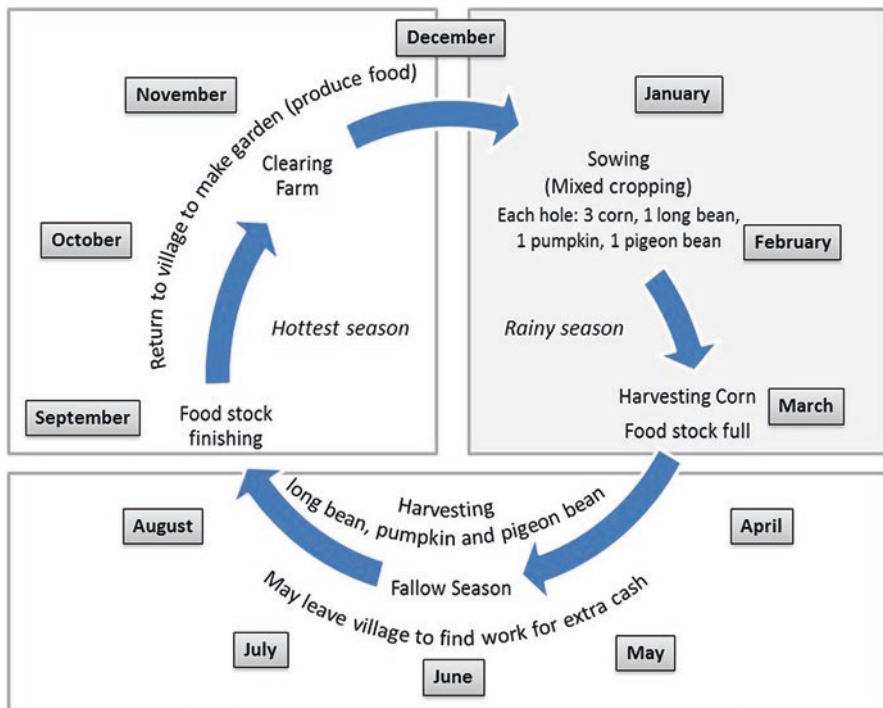 December
November
January
Return to village to make garden (produce food)
Clearing
Farm
Sowing
(Mixed cropping)
Each hole: 3 corn, 1 long bean,
1 pumpkin, 1 pigeon bean
October
February
Hottest season
Rainy season
September
Food stock
finishing
Harvesting Corn
Food stock full
March
August
Harvesting
long bean, pumpkin and pigeon bean
April
Fallow Season
May leave village to find work for extra cash
July
June
May